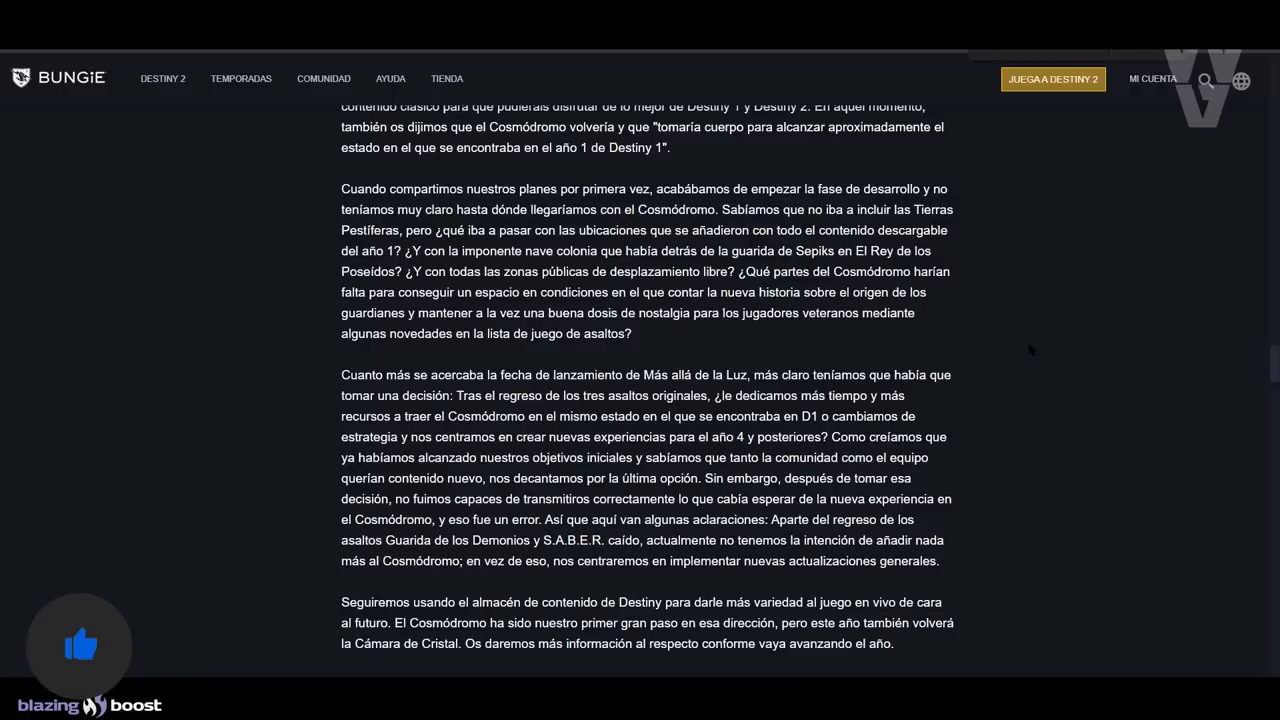 BUNGiE
DESTINY 2
TEMPORADAS
COMUNIDAD
AYUDA
TIENDA
JUEGA A DESTINY 2
MI CUENTA
contenido clásico para que pudierais disfrutar de lo mejor de Destiny 1 y Destiny 2. En aquel momento,
también os dijimos que el Cosmódromo volvería y que "tomaría cuerpo para alcanzar aproximadamente el
estado en el que se encontraba en el año 1 de Destiny 1".
Cuando compartimos nuestros planes por primera vez, acabábamos de empezar la fase de desarrollo y no
teníamos muy claro hasta dónde llegaríamos con el Cosmódromo. Sabíamos que no iba a incluir las Tierras
Pestíferas, pero ¿qué iba a pasar con las ubicaciones que se añadieron con todo el contenido descargable
del año 1? ¿Y con la imponente nave colonia que había detrás de la guarida de Sepiks en El Rey de los
Poseídos? ¿Y con todas las zonas públicas de desplazamiento libre? ¿Qué partes del Cosmódromo harían
falta para conseguir un espacio en condiciones en el que contar la nueva historia sobre el origen de los
guardianes y mantener a la vez una buena dosis de nostalgia para los jugadores veteranos mediante
algunas novedades en la lista de juego de asaltos?
Cuanto más se acercaba la fecha de lanzamiento de Más allá de la Luz, más claro teníamos que había que
tomar una decisión: Tras el regreso de los tres asaltos originales, ¿le dedicamos más tiempo y más
recursos a traer el Cosmódromo en el mismo estado en el que se encontraba en D1 o cambiamos de
estrategia y nos centramos en crear nuevas experiencias para el año 4 y posteriores? Como creíamos que
ya habíamos alcanzado nuestros objetivos iniciales y sabíamos que tanto la comunidad como el equipo
querían contenido nuevo, nos decantamos por la última opción. Sin embargo, después de tomar esa
decisión, no fuimos capaces de transmitiros correctamente lo que cabía esperar de la nueva experiencia en
el Cosmódromo, y eso fue un error. Así que aquí van algunas aclaraciones: Aparte del regreso de los
asaltos Guarida de los Demonios y S.A.B.E.R. caído, actualmente no tenemos la intención de añadir nada
más al Cosmódromo; en vez de eso, nos centraremos en implementar nuevas actualizaciones generales.
Seguiremos usando el almacén de contenido de Destiny para darle más variedad al juego en vivo de cara
al futuro. El Cosmódromo ha sido nuestro primer gran paso en esa dirección, pero este año también volverá
la Cámara de Cristal. Os daremos más información al respecto conforme vaya avanzando el año.
blazing boost